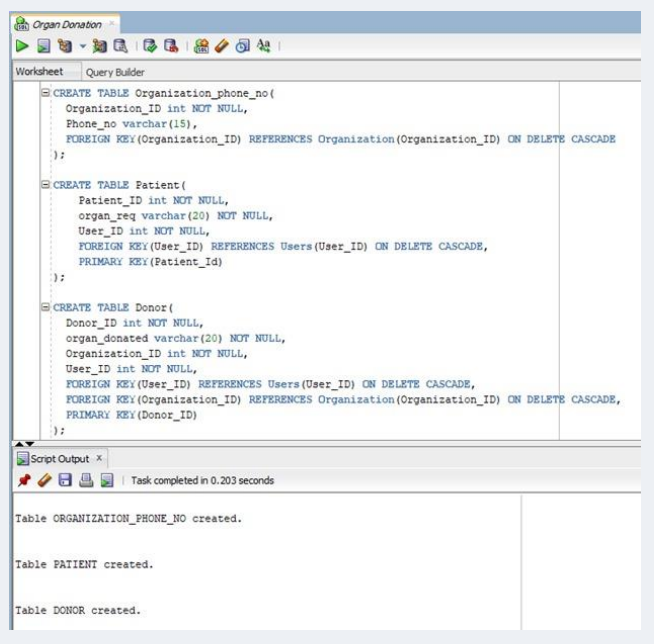 Organ Donation
Worksheet Query Builder
CREATE TABLE Organization_phone_no(
Organization_ID int NOT NULL,
Phone_no varchar(15),
FOREIGN KEY(Organization_ID) REFERENCES Organization(Organization_ID) ON DELETE CASCADE
);
CREATE TABLE Patient(
Patient_ID int NOT NULL,
organ_req varchar(20) NOT NULL,
User_ID int NOT NULL,
FOREIGN KEY(User_ID) REFERENCES Users(User_ID) ON DELETE CASCADE,
PRIMARY KEY(Patient_Id)
);
CREATE TABLE Donor(
Donor_ID int NOT NULL,
organ_donated varchar(20) NOT NULL,
Organization_ID int NOT NULL,
User_ID int NOT NULL,
FOREIGN KEY(User_ID) REFERENCES Users(User_ID) ON DELETE CASCADE,
FOREIGN KEY(Organization_ID) REFERENCES Organization(Organization_ID) ON DELETE CASCADE,
PRIMARY KEY(Donor_ID)
);
Script Output x
Task completed in 0.203 seconds
Table ORGANIZATION_PHONE_NO created.
Table PATIENT created.
Table DONOR created.